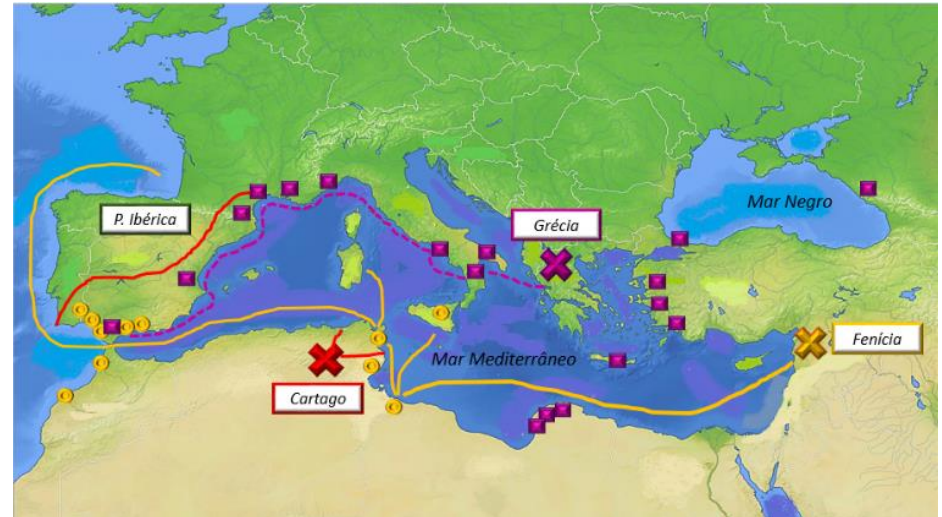 Mar Negro
P. Ibérica
Grécia
Fenícia
Mar Mediterrâneo
Cartago